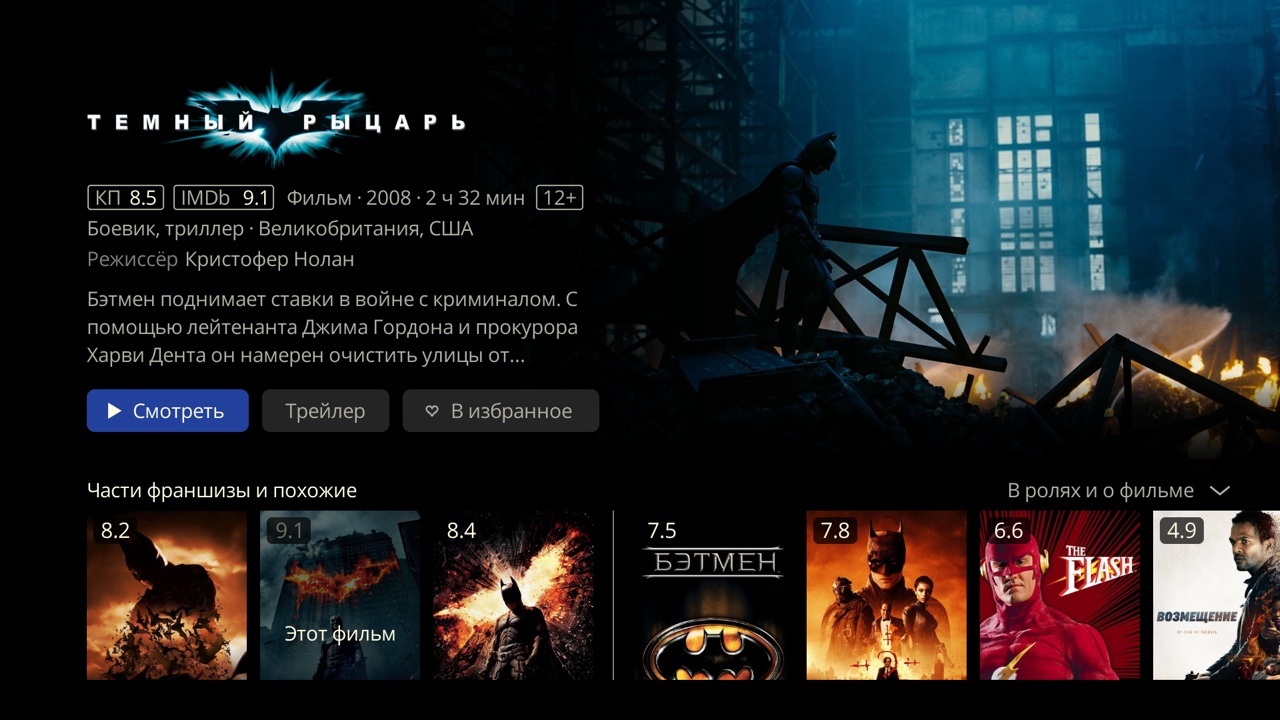 ТЕМНЫЙ РЫЦАРЬ
КП 8.5 IMDb 9.1 Фильм · 2008 · 2 ч 32 мин 12+
Боевик, триллер · Великобритания, США
Режиссёр Кристофер Нолан
Бэтмен поднимает ставки в войне с криминалом. С
помощью лейтенанта Джима Гордона и прокурора
Харви Дента он намерен очистить улицы от...
Смотреть Трейлер В избранное
Части франшизы и похожие
В ролях и о фильме
8.2
9.1
Этот фильм
8.4
7.5
БЭТМЕН
7.8
6.6
THE
FLASH
4.9
ВОЗМЕЩЕНИЕ